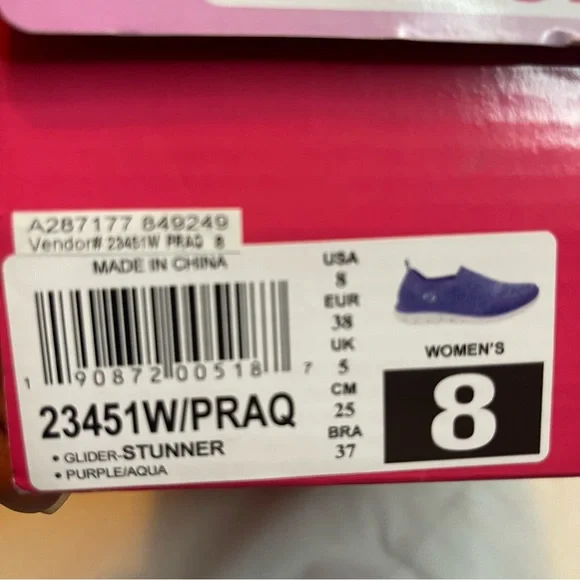 A287177 849249
Vendor# 23451W PRAQ 8
MADE IN CHINA
1 90872 00518 7
23451W/PRAQ
• GLIDER-STUNNER
• PURPLE/AQUA
USA
8
EUR
38
UK
5
CM
25
BRA
37
WOMEN'S
8